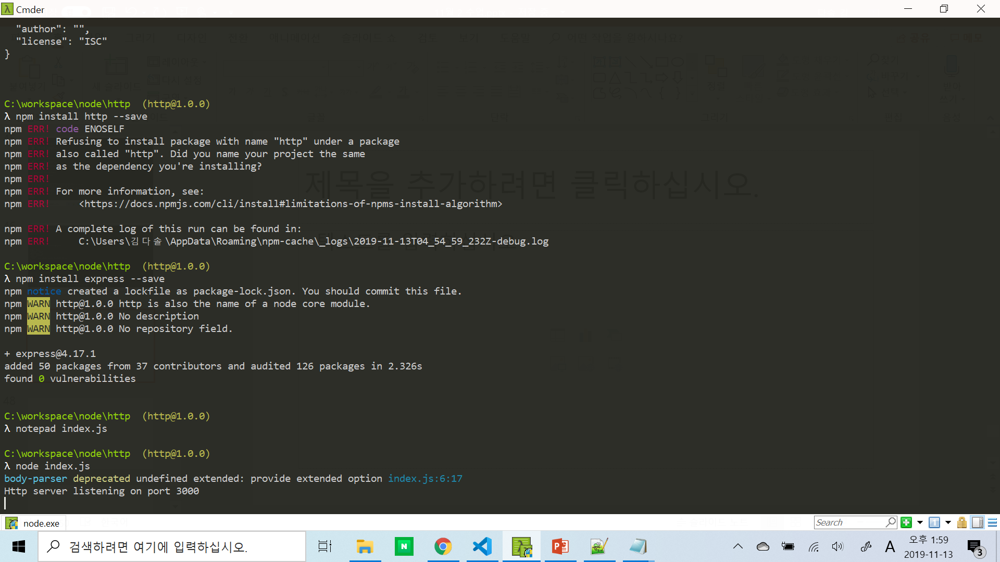 Cmder
"author": "",
"license": "ISC"
}
C:\workspace\node\http (http@1.0.0)
λ npm install http --save
npm ERR! code ENOSELF
npm ERR! Refusing to install package with name "http" under a package
npm ERR! also called "http". Did you name your project the same
npm ERR! as the dependency you're installing?
npm ERR!
npm ERR! For more information, see:
npm ERR! <https://docs.npmjs.com/cli/install#limitations-of-npms-install-algorithm>
npm ERR! A complete log of this run can be found in:
npm ERR! C:\Users\김다솔\AppData\Roaming\npm-cache\_logs\2019-11-13T04_54_59_232Z-debug.log
C:\workspace\node\http (http@1.0.0)
λ npm install express --save
npm notice created a lockfile as package-lock.json. You should commit this file.
npm WARN http@1.0.0 http is also the name of a node core module.
npm WARN http@1.0.0 No description
npm WARN http@1.0.0 No repository field.
+ express@4.17.1
added 50 packages from 37 contributors and audited 126 packages in 2.326s
found 0 vulnerabilities
C:\workspace\node\http (http@1.0.0)
λ notepad index.js
C:\workspace\node\http (http@1.0.0)
λ node index.js
body-parser deprecated undefined extended: provide extended option index.js:6:17
Http server listening on port 3000
제목을 추가하려면 클릭하십시오.
node.exe
Search
검색하려면 여기에 입력하십시오.
A
오후 1:59
2019-11-13
3